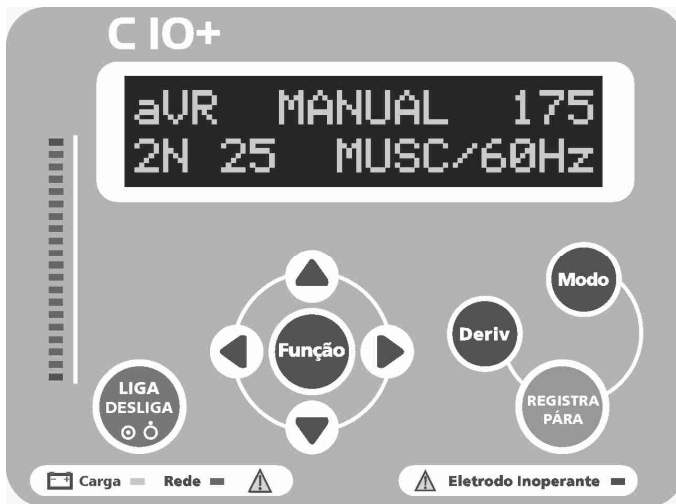 C 10+
aVR MANUAL 175
2N 25 MUSC/60Hz
Modo
Função
Deriv
LIGA
DESLIGA
REGISTRA
PÁRA
Carga Rede
Eletrodo Inoperante